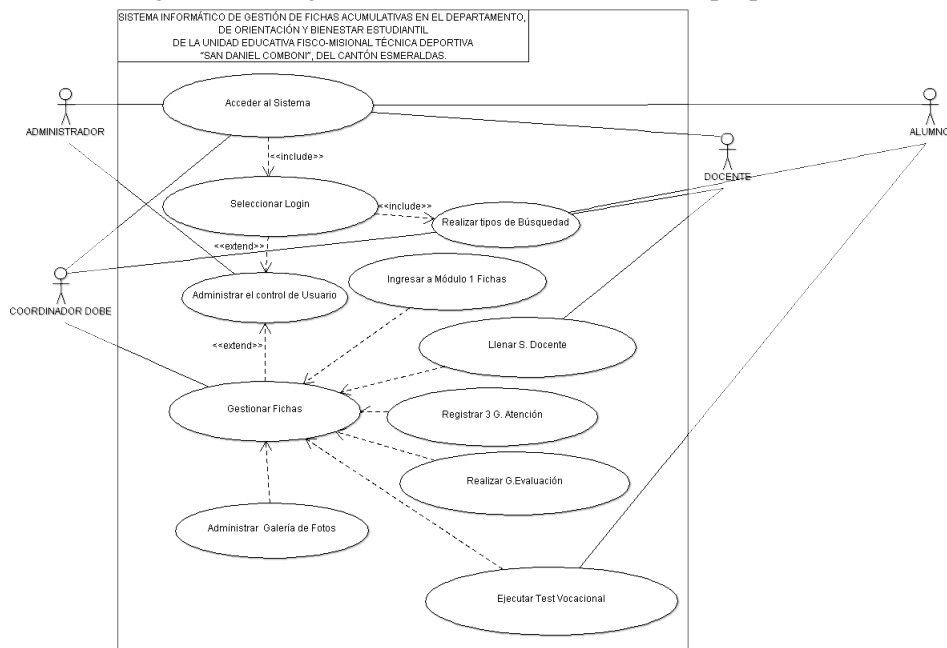 SISTEMA INFORMÁTICO DE GESTIÓN DE FICHAS ACUMULATIVAS EN EL DEPARTAMENTO,
DE ORIENTACIÓN Y BIENESTAR ESTUDIANTIL
DE LA UNIDAD EDUCATIVA FISCO-MISIONAL TÉCNICA DEPORTIVA
"SAN DANIEL COMBONI", DEL CANTÓN ESMERALDAS.
Acceder al Sistema
ADMINISTRADOR
ALUMNO
<<include>>
DOCENTE
Seleccionar Login
<<include>>
Realizar tipos de Búsquedad
<<extend>>
Ingresar a Módulo 1 Fichas
Administrar el control de Usuario
COORDINADOR DOBE
<<extend>>
Llenar S. Docente
Gestionar Fichas
Registrar 3 G. Atención
Realizar G.Evaluación
Administrar Galería de Fotos
Ejecutar Test Vocacional